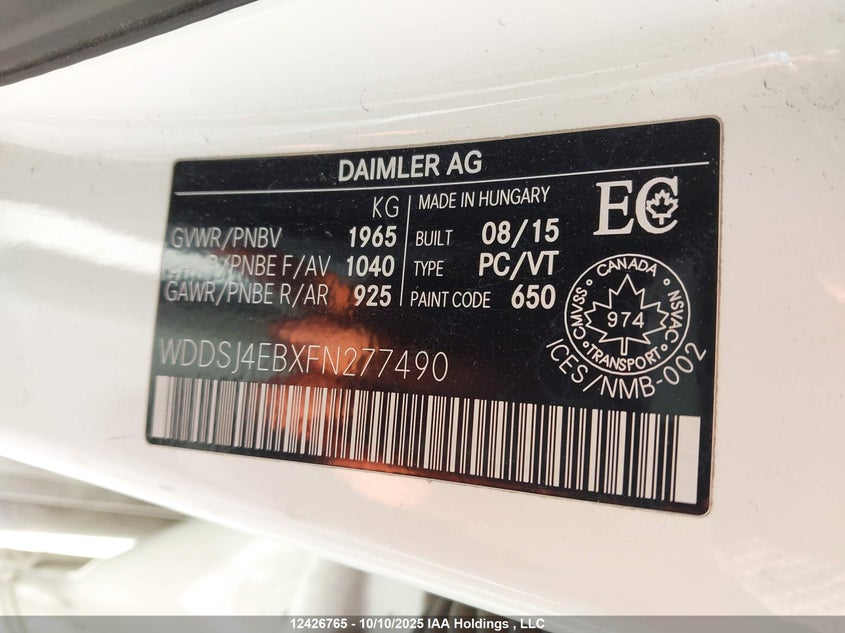 DAIMLER AG
KG
MADE IN HUNGARY
EC
GVWR/PNBV 1965
BUILT 08/15
/PNBE F/AV 1040
TYPE PC/VT
GAWR/PNBE R/AR 925
PAINT CODE 650
CANADA
CMVSS
NSVAC
974
TRANSPORT
ICES/NMB-002
WDDSJ4EBXFN277490
12426765 - 10/10/2025 IAA Holdings , LLC